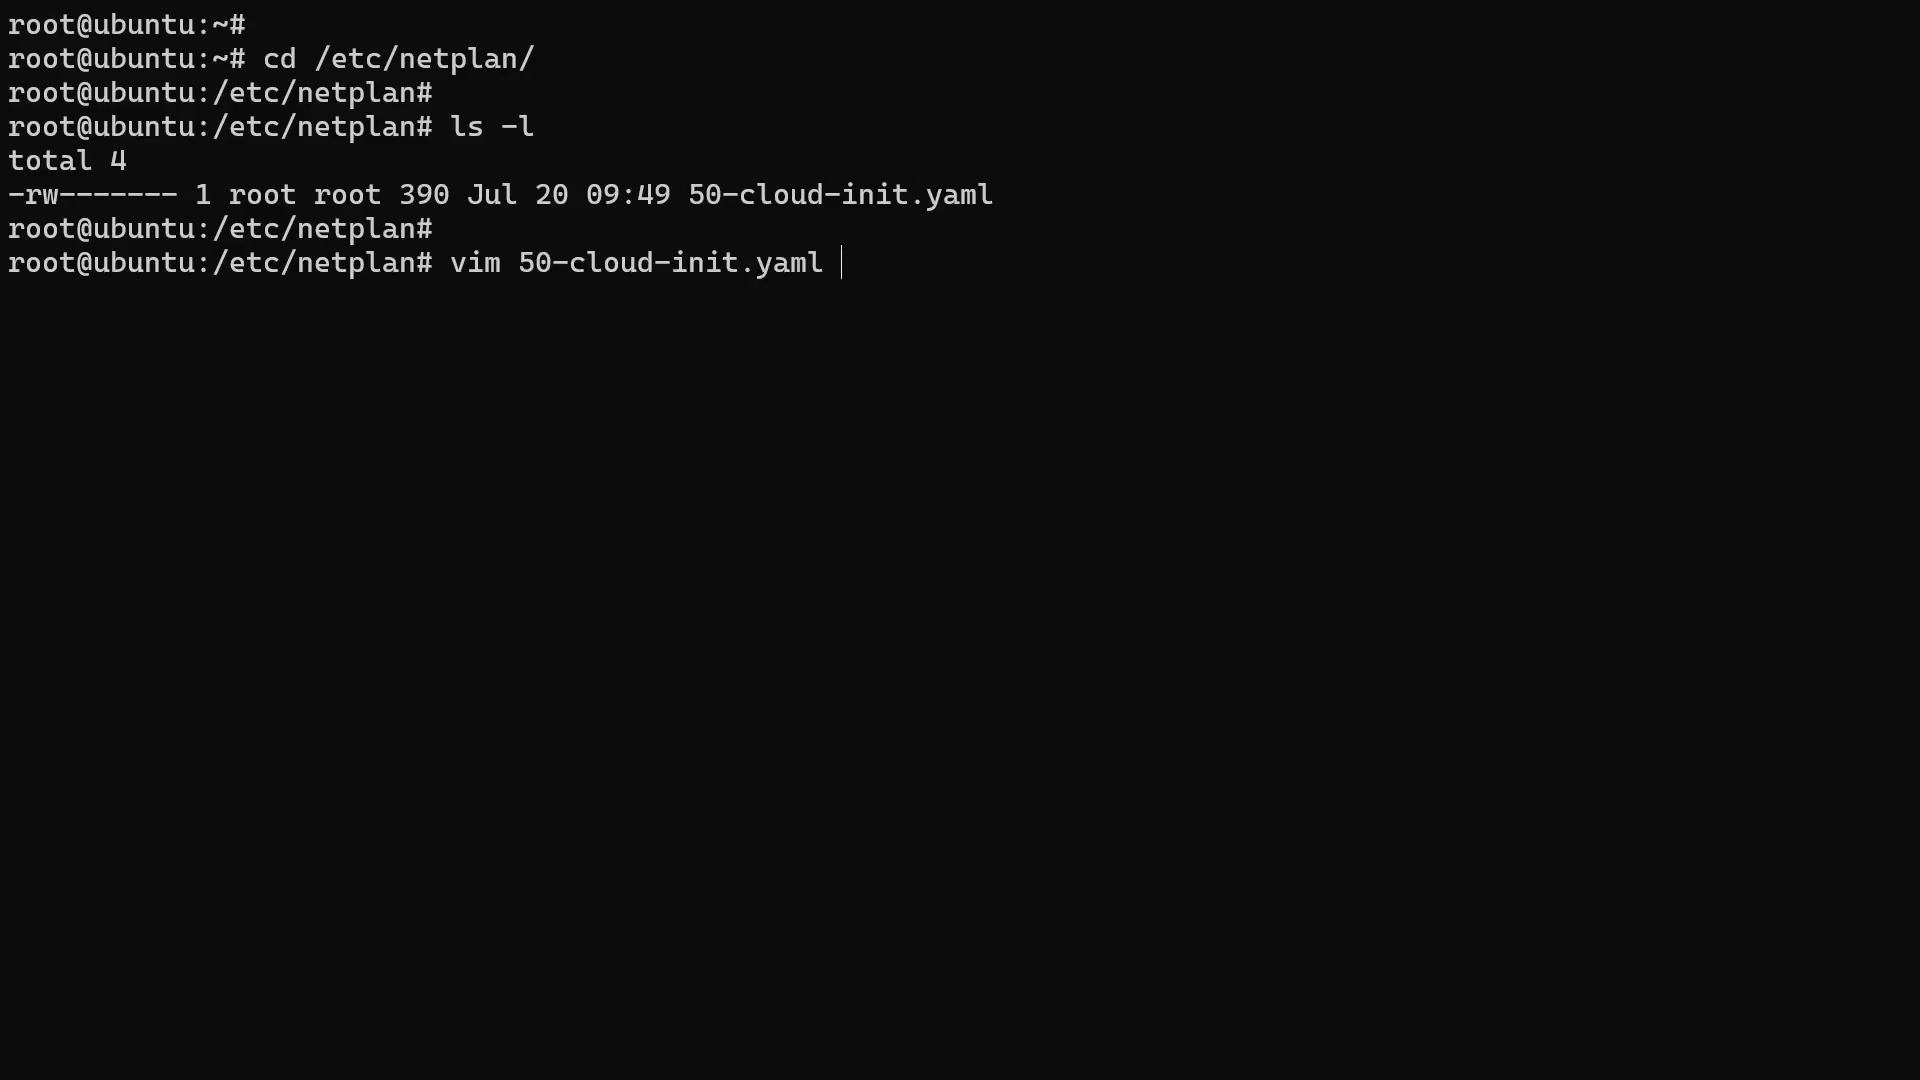 root@ubuntu:~#
root@ubuntu:~# cd /etc/netplan/
root@ubuntu:/etc/netplan#
root@ubuntu:/etc/netplan# ls -l
total 4
-rw------- 1 root root 390 Jul 20 09:49 50-cloud-init.yaml
root@ubuntu:/etc/netplan#
root@ubuntu:/etc/netplan# vim 50-cloud-init.yaml